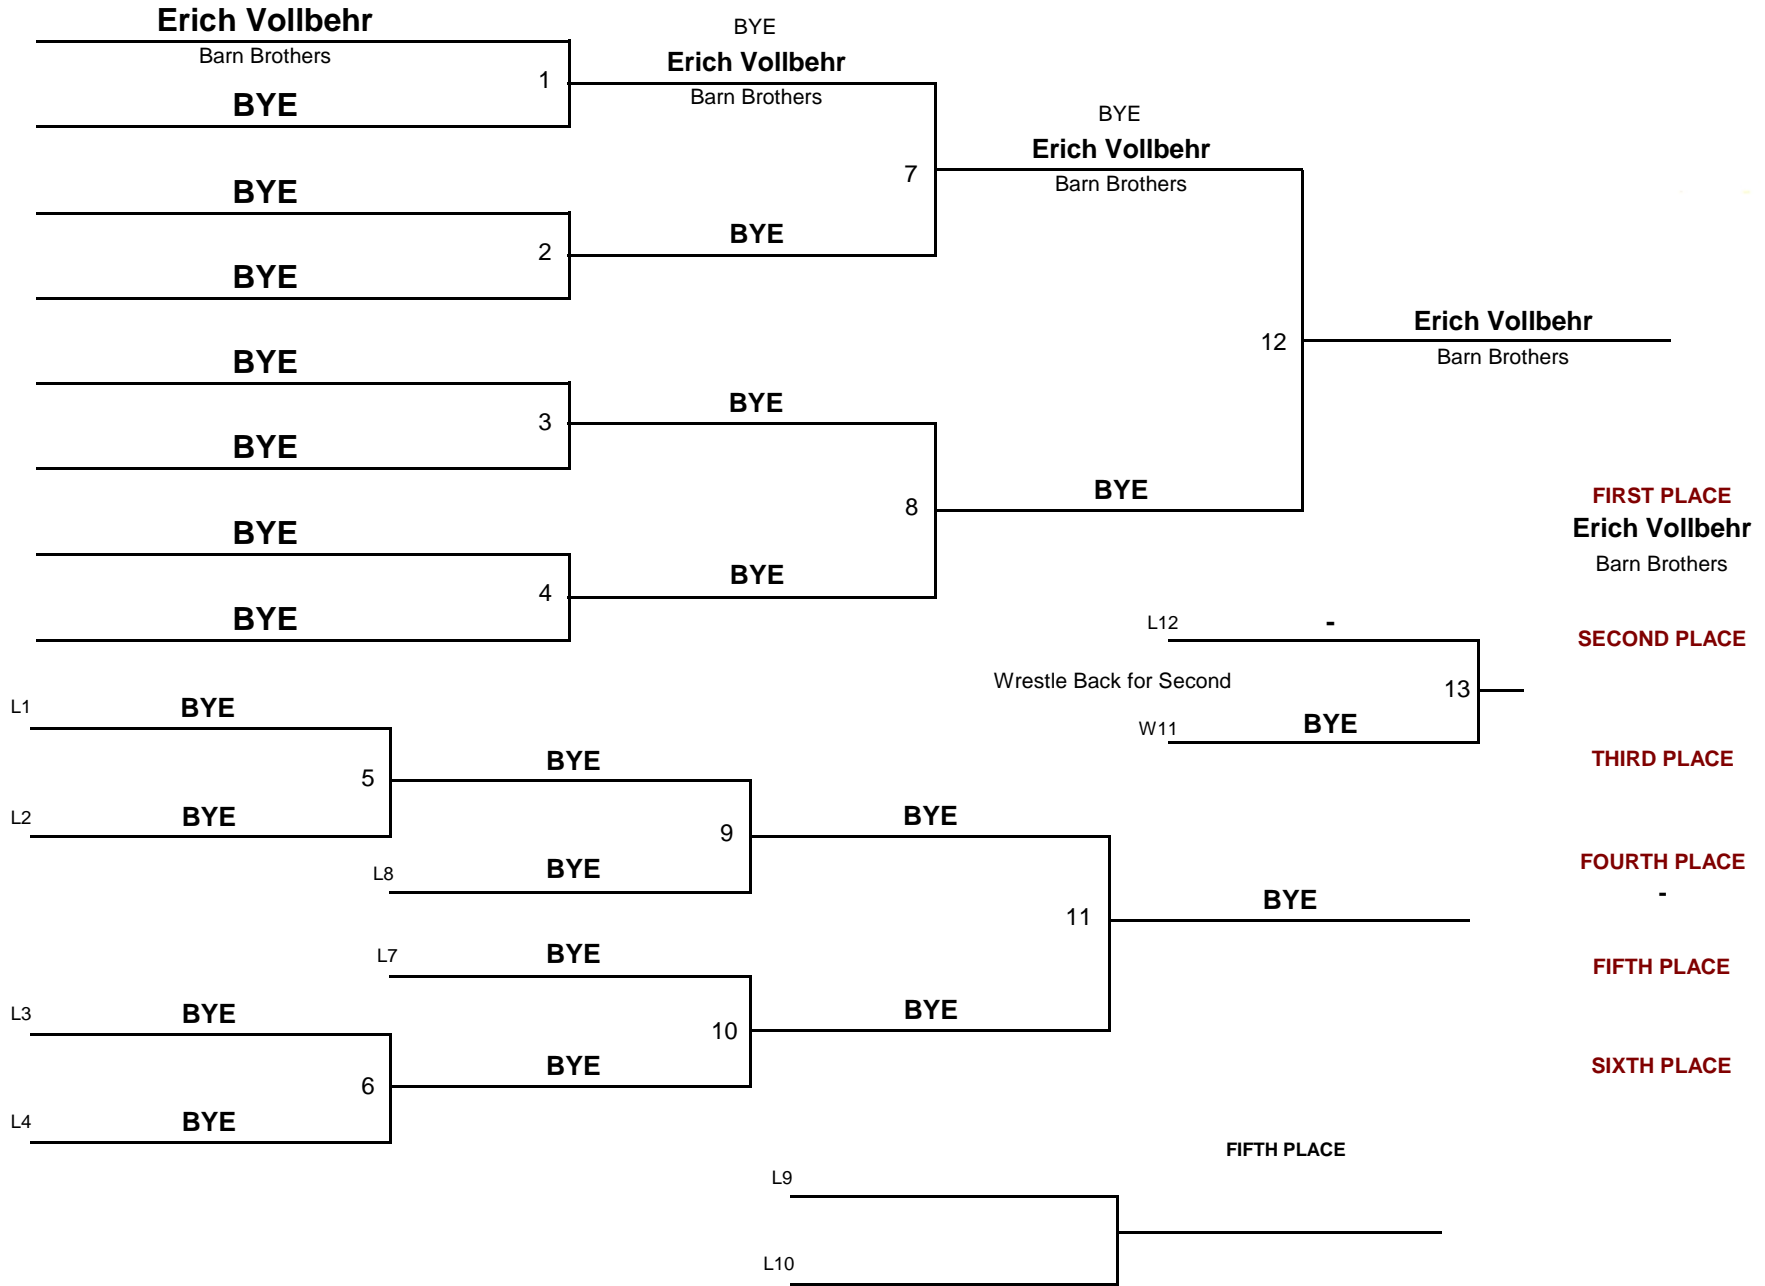 Erich Vollbehr
Barn Brothers
1
BYE
BYE
2
BYE
BYE
3
BYE
BYE
4
BYE
BYE
Erich Vollbehr
Barn Brothers
7
BYE
BYE
8
BYE
BYE
Erich Vollbehr
Barn Brothers
12
BYE
Erich Vollbehr
Barn Brothers
FIRST PLACE
Erich Vollbehr
Barn Brothers
L12 -
SECOND PLACE
Wrestle Back for Second
13
W11 BYE
THIRD PLACE
FOURTH PLACE
-
FIFTH PLACE
SIXTH PLACE
L1 BYE
5
L2 BYE
BYE
9
L8 BYE
BYE
11
BYE
L7 BYE
10
BYE
L3 BYE
6
BYE
L4 BYE
FIFTH PLACE
L9
L10